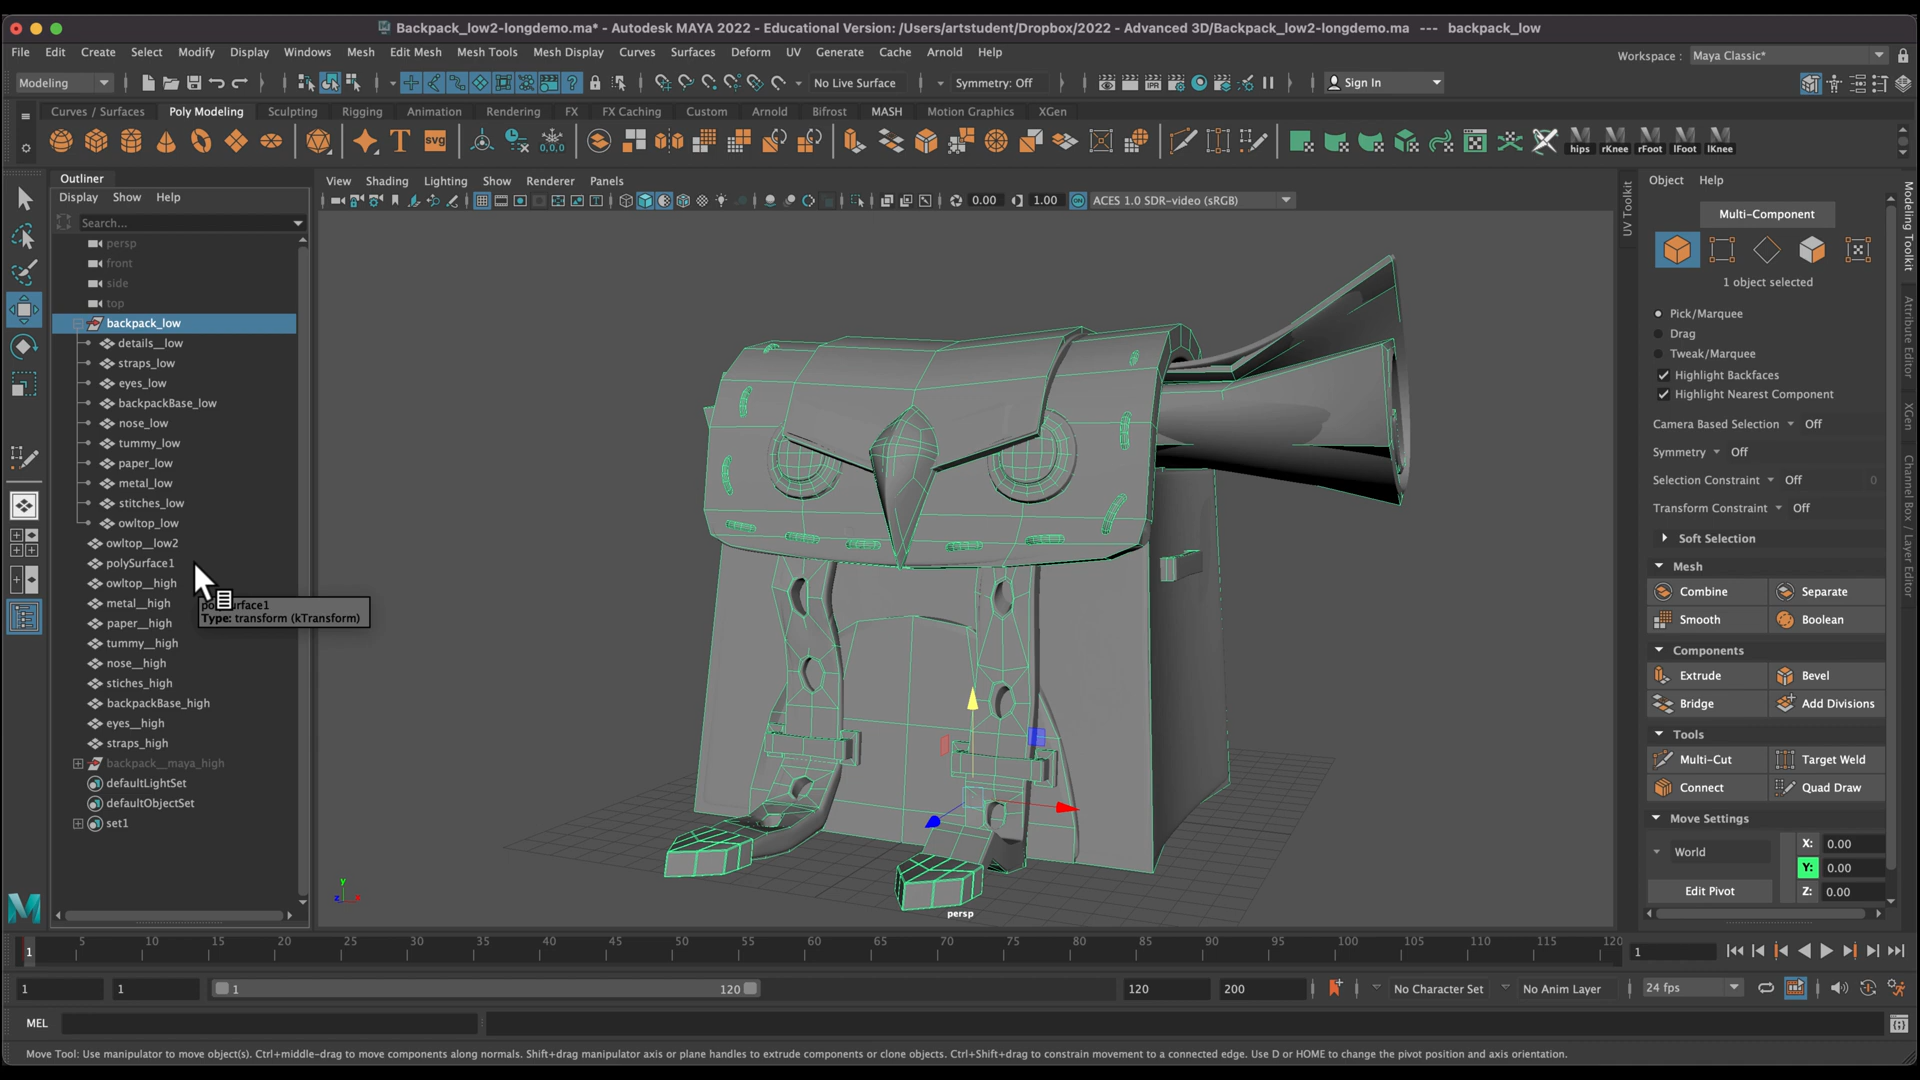 Backpack_low2-longdemo.ma* - Autodesk MAYA 2022 - Educational Version: /Users/artstudent/Dropbox/2022 - Advanced 3D/Backpack_low2-longdemo.ma --- backpack_low
File Edit Create Select Modify Display Windows Mesh Edit Mesh Mesh Tools Mesh Display Curves Surfaces Deform UV Generate Cache Arnold Help
Workspace : Maya Classic*
Modeling No Live Surface Symmetry: Off Sign In
Curves / Surfaces Poly Modeling Sculpting Rigging Animation Rendering FX FX Caching Custom Arnold Bifrost MASH Motion Graphics XGen
T SVG 0,0,0 M hips M rKnee M rFoot M lFoot M lKnee
Outliner
Display Show Help
Search...
persp
front
side
top
backpack_low
details__low
straps_low
eyes_low
backpackBase_low
nose_low
tummy_low
paper_low
metal_low
stitches_low
owltop_low
owltop__low2
polySurface1
owltop__high
metal__high
paper__high
tummy__high
nose__high
stiches_high
backpackBase_high
eyes__high
straps_high
backpack__maya_high
defaultLightSet
defaultObjectSet
set1
Type: transform (kTransform)
View Shading Lighting Show Renderer Panels
0.00 1.00 ON ACES 1.0 SDR-video (sRGB)
persp
y
z x
UV Toolkit
Object Help
Multi-Component
1 object selected
Pick/Marquee
Drag
Tweak/Marquee
Highlight Backfaces
Highlight Nearest Component
Camera Based Selection Off
Symmetry Off
Selection Constraint Off 0
Transform Constraint Off
Soft Selection
Mesh
Combine Separate
Smooth Boolean
Components
Extrude Bevel
Bridge Add Divisions
Tools
Multi-Cut Target Weld
Connect Quad Draw
Move Settings
World X: 0.00
Y: 0.00
Edit Pivot Z: 0.00
Modeling Toolkit
Attribute Editor
XGen
Channel Box / Layer Editor
1 5 10 15 20 25 30 35 40 45 50 55 60 65 70 75 80 85 90 95 100 105 110 115 120 1
1 1 1 120 120 200 No Character Set No Anim Layer 24 fps
MEL
Move Tool: Use manipulator to move object(s). Ctrl+middle-drag to move components along normals. Shift+drag manipulator axis or plane handles to extrude components or clone objects. Ctrl+Shift+drag to constrain movement to a connected edge. Use D or HOME to change the pivot position and axis orientation.